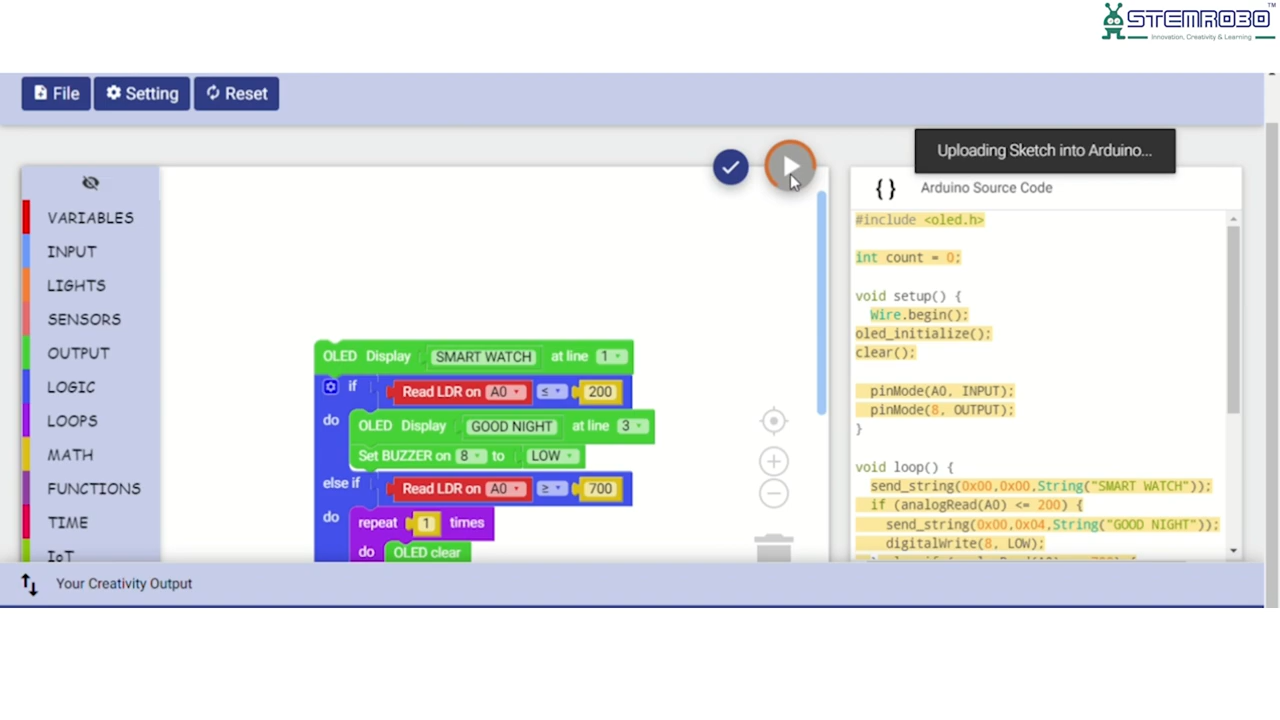 STEMROBO™
Innovation, Creativity & Learning
File Setting Reset
Uploading Sketch into Arduino...
{ } Arduino Source Code
VARIABLES
INPUT
LIGHTS
SENSORS
OUTPUT
LOGIC
LOOPS
MATH
FUNCTIONS
TIME
IoT
OLED Display SMART WATCH at line 1
if Read LDR on A0 ≤ 200
do OLED Display GOOD NIGHT at line 3
Set BUZZER on 8 to LOW
else if Read LDR on A0 ≥ 700
do repeat 1 times
do OLED clear
#include <oled.h>
int count = 0;
void setup() {
Wire.begin();
oled_initialize();
clear();
pinMode(A0, INPUT);
pinMode(8, OUTPUT);
}
void loop() {
send_string(0x00,0x00,String("SMART WATCH"));
if (analogRead(A0) <= 200) {
send_string(0x00,0x04,String("GOOD NIGHT"));
digitalWrite(8, LOW);
Your Creativity Output